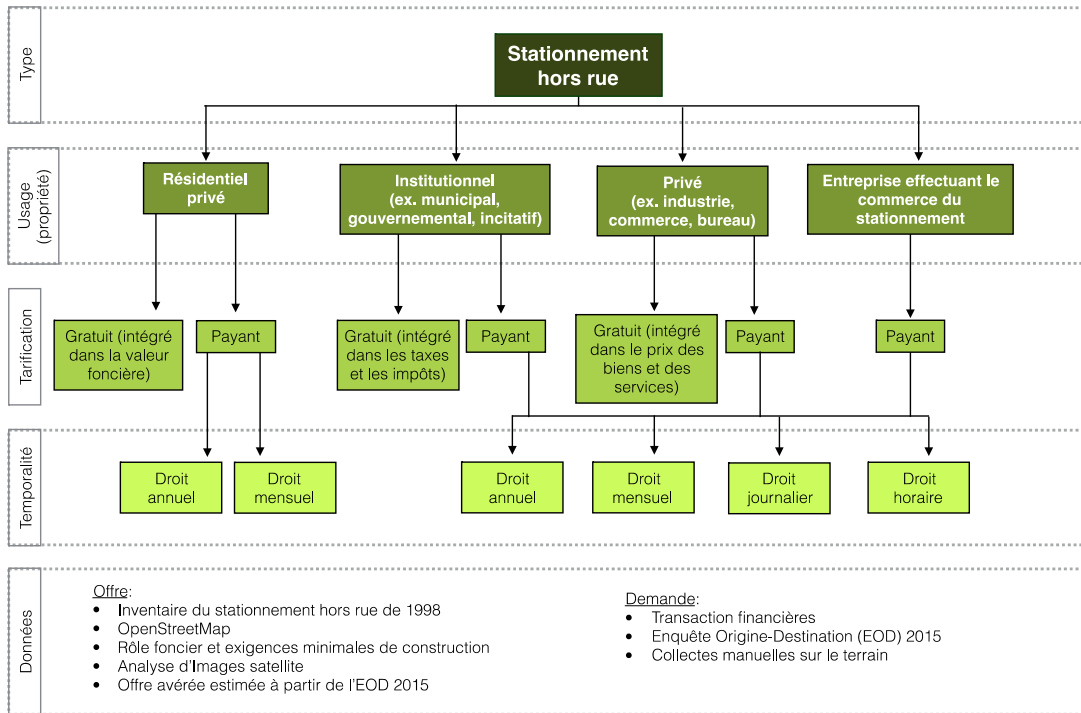 Type
Stationnement
hors rue
Usage
(propriété)
Résidentiel
privé
Institutionnel
(ex. municipal,
gouvernemental, incitatif)
Privé
(ex. industrie,
commerce, bureau)
Entreprise effectuant le
commerce du
stationnement
Tarification
Gratuit (intégré
dans la valeur
foncière)
Payant
Gratuit (intégré
dans les taxes
et les impôts)
Payant
Gratuit (intégré
dans le prix des
biens et des
services)
Payant
Payant
Temporalité
Droit
annuel
Droit
mensuel
Droit
annuel
Droit
mensuel
Droit
journalier
Droit
horaire
Données
Offre:
• Inventaire du stationnement hors rue de 1998
• OpenStreetMap
• Rôle foncier et exigences minimales de construction
• Analyse d'Images satellite
• Offre avérée estimée à partir de l'EOD 2015
Demande:
• Transaction financières
• Enquête Origine-Destination (EOD) 2015
• Collectes manuelles sur le terrain